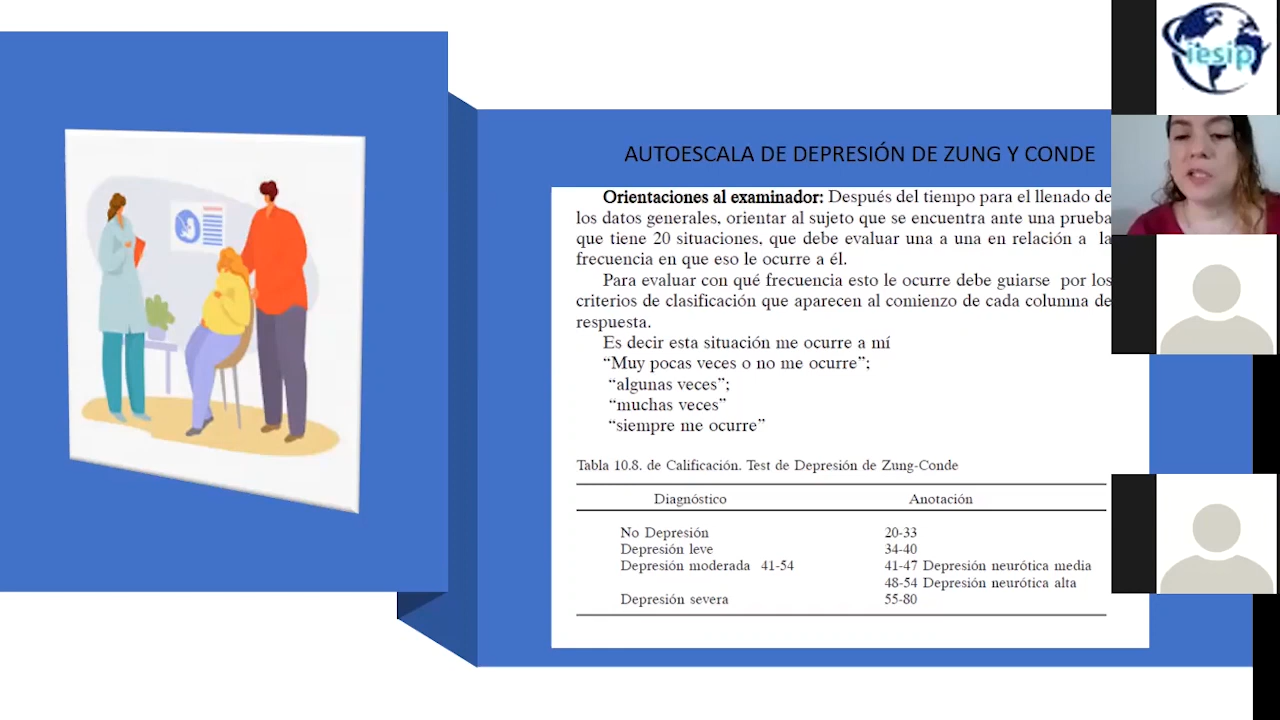 iesip
AUTOESCALA DE DEPRESIÓN DE ZUNG Y CONDE
Orientaciones al examinador: Después del tiempo para el llenado de
los datos generales, orientar al sujeto que se encuentra ante una prueba
que tiene 20 situaciones, que debe evaluar una a una en relación a la
frecuencia en que eso le ocurre a él.
Para evaluar con qué frecuencia esto le ocurre debe guiarse por los
criterios de clasificación que aparecen al comienzo de cada columna de
respuesta.
Es decir esta situación me ocurre a mí
“Muy pocas veces o no me ocurre”;
“algunas veces”;
“muchas veces”
“siempre me ocurre”
Tabla 10.8. de Calificación. Test de Depresión de Zung-Conde
Diagnóstico Anotación
No Depresión 20-33
Depresión leve 34-40
Depresión moderada 41-54 41-47 Depresión neurótica media
48-54 Depresión neurótica alta
Depresión severa 55-80